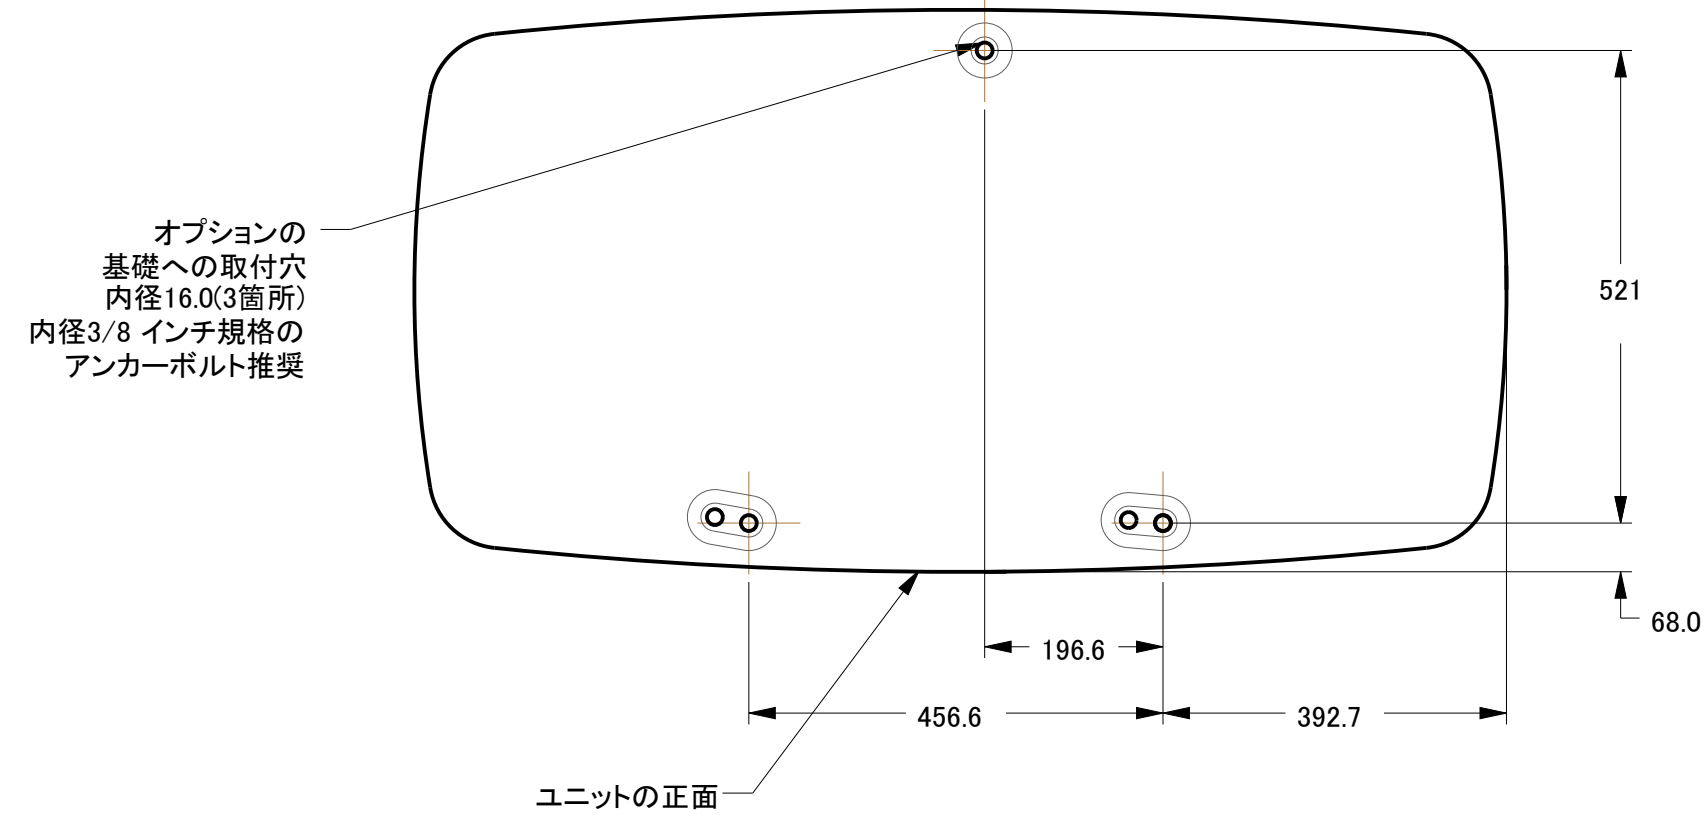 オプションの
基礎への取付穴
内径16.0(3箇所)
内径3/8 インチ規格の
アンカーボルト推奨
521
68.0
196.6
456.6
392.7
ユニットの正面